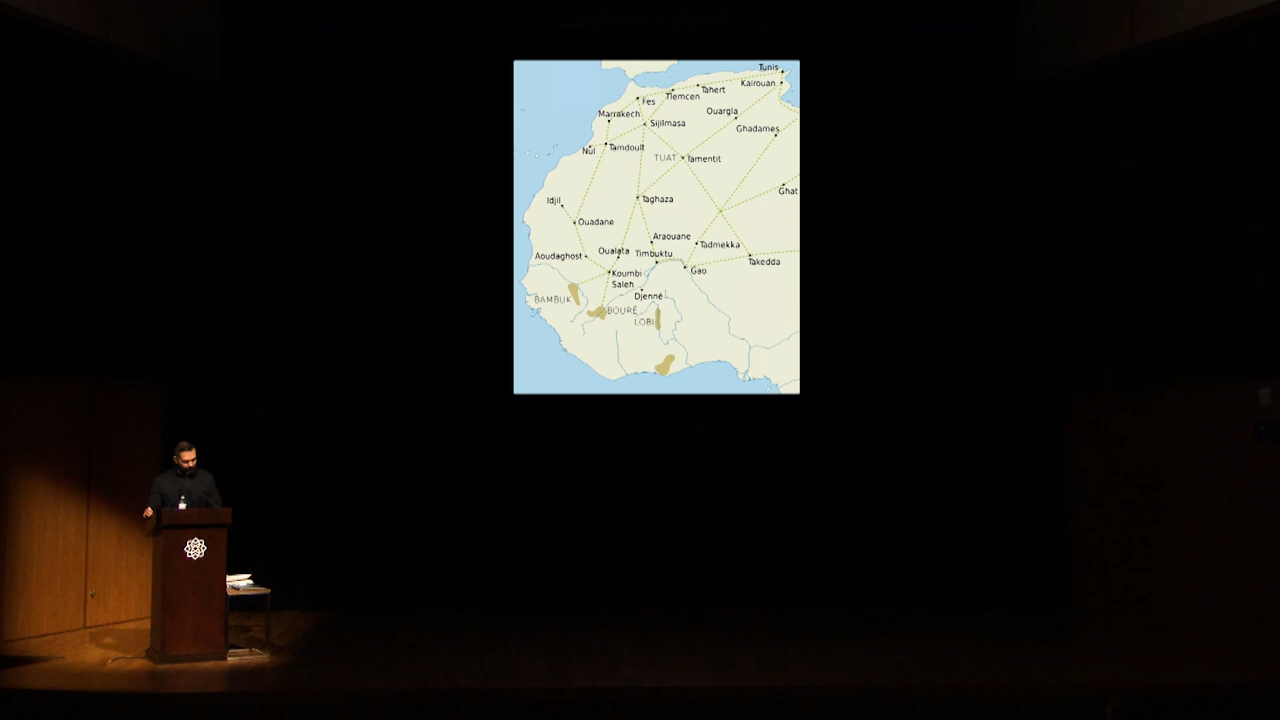 Tunis
Kairouan
Tahert
Tlemcen
Fes
Ouargla
Marrakech
Sijilmasa
Ghadames
Nul
Tamdoult
TUAT
Tamentit
Ghat
Idjil
Taghaza
Ouadane
Araouane
Tadmekka
Aoudaghost
Oualata
Timbuktu
Takedda
Gao
Koumbi
Saleh
Djenné
BAMBUK
BOURE
LOBI